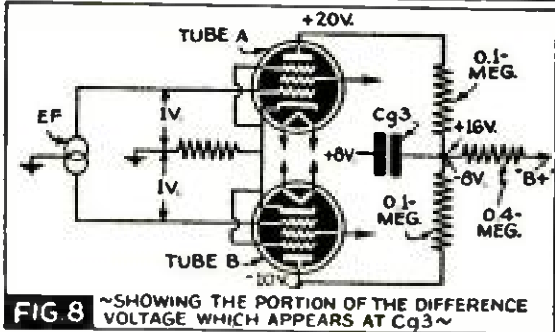 +20V.
TUBE A
0.1-
MEG.
EF
1V.
Cg3
+16V.
+8V
"B+"
-8V.
1V.
0.1-
MEG.
0.4-
MEG.
TUBE B
FIG. 8 ~SHOWING THE PORTION OF THE DIFFERENCE
VOLTAGE WHICH APPEARS AT Cg3~